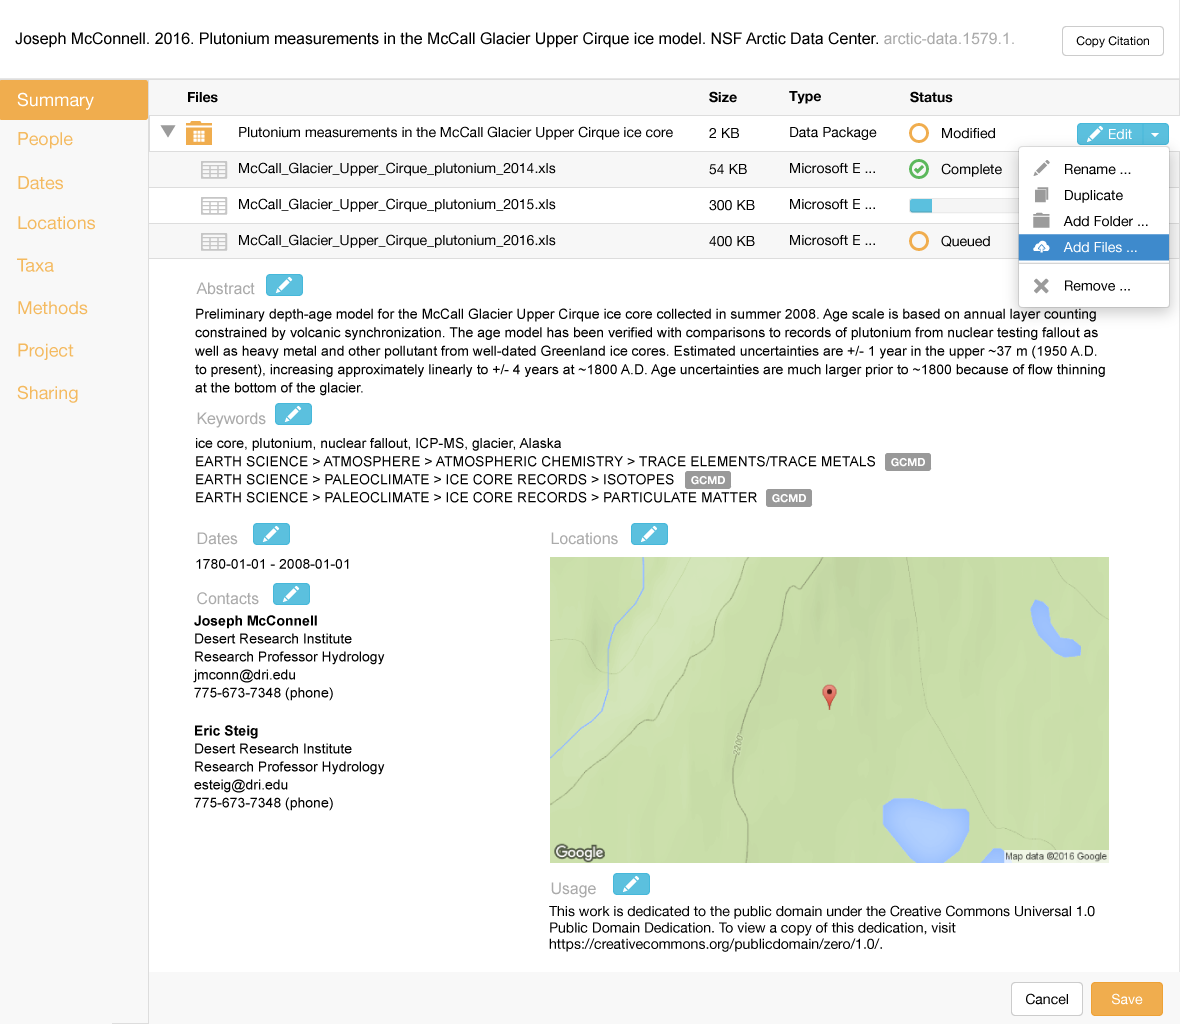 Joseph McConnell. 2016. Plutonium measurements in the McCall Glacier Upper Cirque ice model. NSF Arctic Data Center. arctic-data.1579.1.
Copy Citation
Summary
People
Dates
Locations
Taxa
Methods
Project
Sharing
Files Size Type Status
Plutonium measurements in the McCall Glacier Upper Cirque ice core 2 KB Data Package Modified Edit
McCall_Glacier_Upper_Cirque_plutonium_2014.xls 54 KB Microsoft E ... Complete
McCall_Glacier_Upper_Cirque_plutonium_2015.xls 300 KB Microsoft E ...
McCall_Glacier_Upper_Cirque_plutonium_2016.xls 400 KB Microsoft E ... Queued
Rename ...
Duplicate
Add Folder ...
Add Files ...
Remove ...
Abstract
Preliminary depth-age model for the McCall Glacier Upper Cirque ice core collected in summer 2008. Age scale is based on annual layer counting
constrained by volcanic synchronization. The age model has been verified with comparisons to records of plutonium from nuclear testing fallout as
well as heavy metal and other pollutant from well-dated Greenland ice cores. Estimated uncertainties are +/- 1 year in the upper ~37 m (1950 A.D.
to present), increasing approximately linearly to +/- 4 years at ~1800 A.D. Age uncertainties are much larger prior to ~1800 because of flow thinning
at the bottom of the glacier.
Keywords
ice core, plutonium, nuclear fallout, ICP-MS, glacier, Alaska
EARTH SCIENCE > ATMOSPHERE > ATMOSPHERIC CHEMISTRY > TRACE ELEMENTS/TRACE METALS GCMD
EARTH SCIENCE > PALEOCLIMATE > ICE CORE RECORDS > ISOTOPES GCMD
EARTH SCIENCE > PALEOCLIMATE > ICE CORE RECORDS > PARTICULATE MATTER GCMD
Dates
1780-01-01 - 2008-01-01
Contacts
Joseph McConnell
Desert Research Institute
Research Professor Hydrology
jmconn@dri.edu
775-673-7348 (phone)
Eric Steig
Desert Research Institute
Research Professor Hydrology
esteig@dri.edu
775-673-7348 (phone)
Locations
2200
Google
Map data ©2016 Google
Usage
This work is dedicated to the public domain under the Creative Commons Universal 1.0
Public Domain Dedication. To view a copy of this dedication, visit
https://creativecommons.org/publicdomain/zero/1.0/.
Cancel
Save